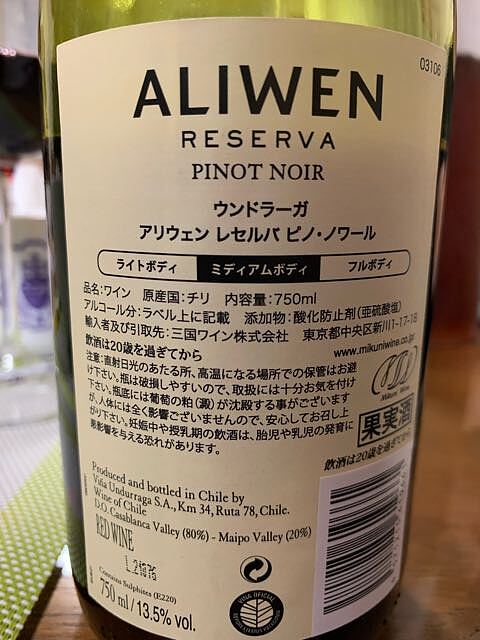 03106
ALIWEN
RESERVA
PINOT NOIR
ウンドラーガ
アリウェン レセルバ ピノ・ノワール
ライトボディ ミディアムボディ フルボディ
品名：ワイン 原産国：チリ 内容量：750ml
アルコール分：ラベル上に記載 添加物：酸化防止剤（亜硫酸塩）
輸入者及び引取先：三国ワイン株式会社 東京都中央区新川1-17-18
飲酒は20歳を過ぎてから
www.mikuniwine.co.jp
注意：直射日光のあたる所、高温になる場所での保管はお避
け下さい。瓶は破損しやすいので、取扱には十分お気を付け
下さい。瓶底には葡萄の粕(澱)が沈殿する事がございます
が、人体には全く影響ございませんので、安心してお召し上
がり下さい。妊娠中や授乳期の飲酒は、胎児や乳児の発育に
悪影響を与える恐れがあります。
Mikuni Wine
果実酒
飲酒は20歳を過ぎてから
Produced and bottled in Chile by
Viña Undurraga S.A., Km 34, Ruta 78, Chile.
Wine of Chile
D.O. Casablanca Valley (80%) - Maipo Valley (20%)
RED WINE
Contains Sulphites (E220)
750 ml / 13.5% vol.